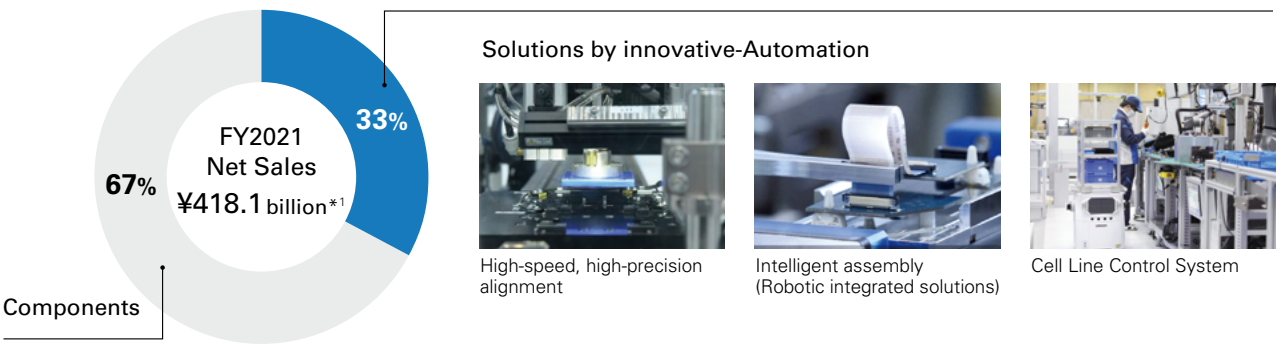 Solutions by innovative-Automation
33%
FY2021
Net Sales
¥418.1 billion*1
67%
Components
High-speed, high-precision
alignment
Intelligent assembly
(Robotic integrated solutions)
Cell Line Control System